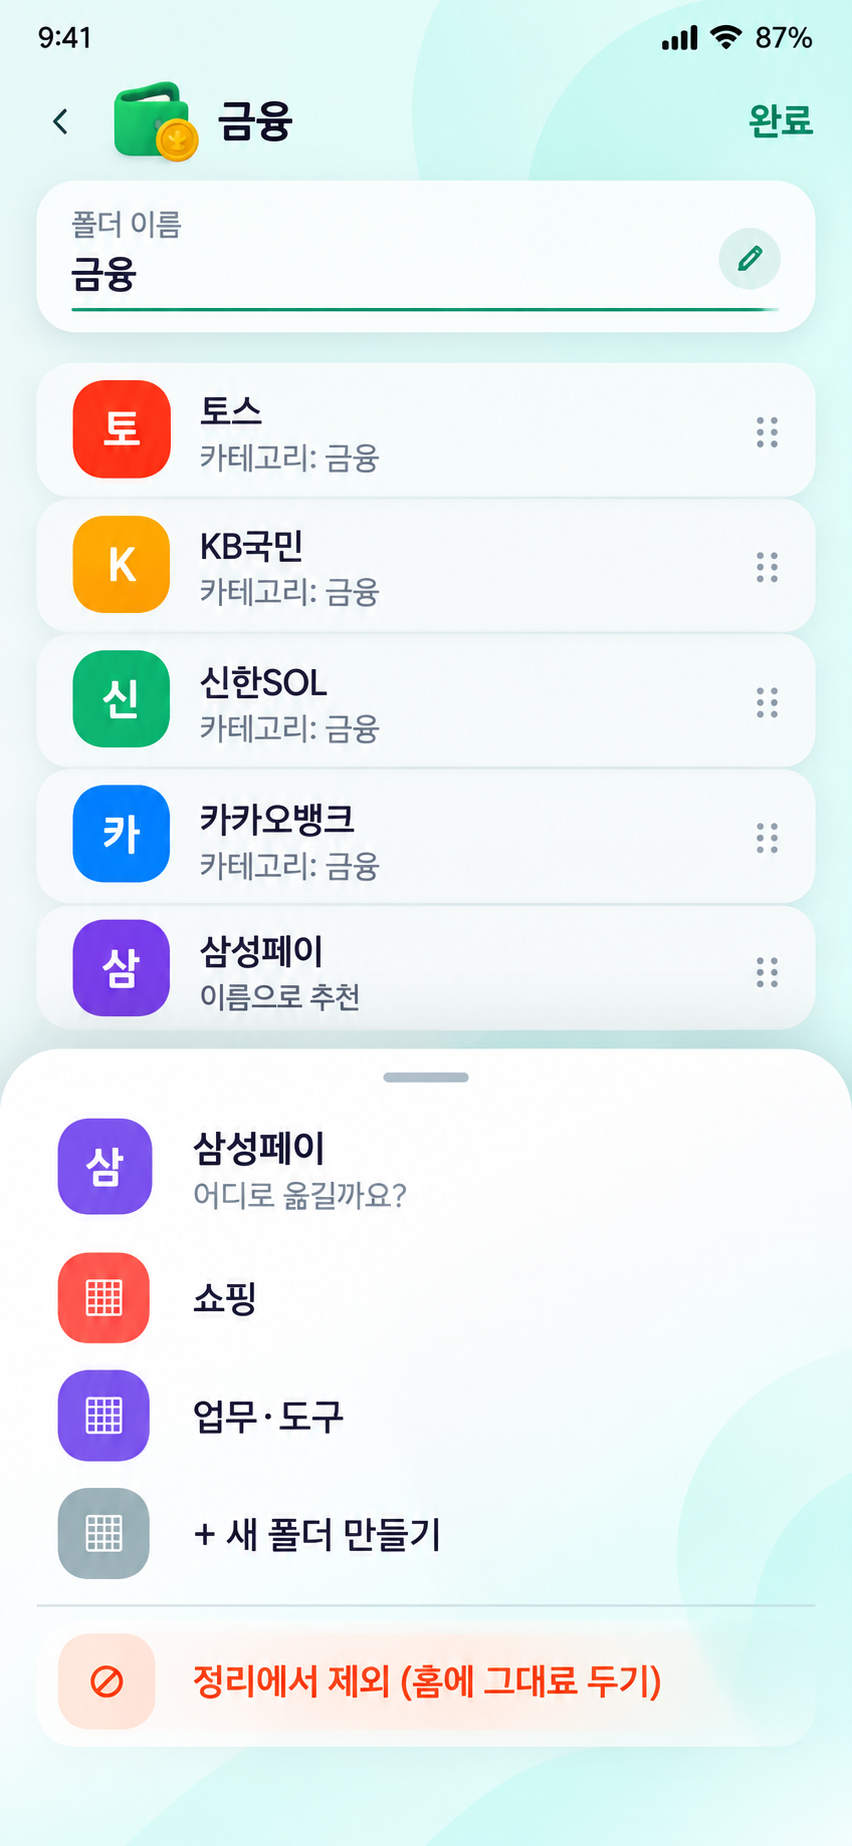 9:41
87%
금융
완료
폴더 이름
금융
토
토스
카테고리: 금융
K
KB국민
카테고리: 금융
신
신한SOL
카테고리: 금융
카
카카오뱅크
카테고리: 금융
삼
삼성페이
이름으로 추천
삼
삼성페이
어디로 옮길까요?
쇼핑
업무·도구
+ 새 폴더 만들기
정리에서 제외 (홈에 그대로 두기)